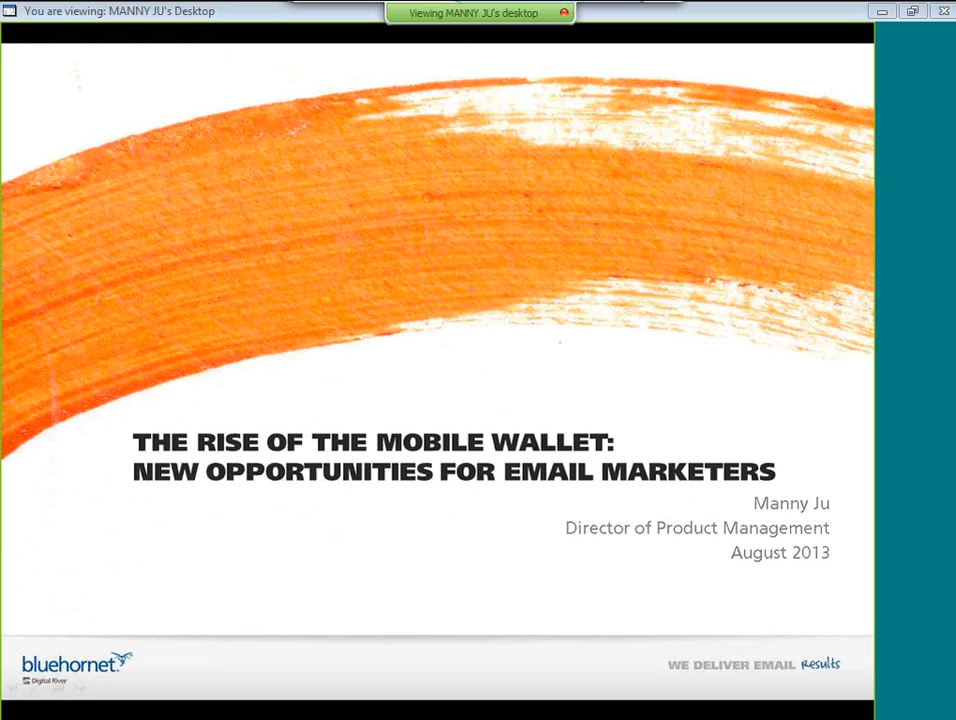 You are viewing: MANNY JU's Desktop
Viewing MANNY JU's desktop
THE RISE OF THE MOBILE WALLET:
NEW OPPORTUNITIES FOR EMAIL MARKETERS
Manny Ju
Director of Product Management
August 2013
bluehornet
Digital River
WE DELIVER EMAIL Results